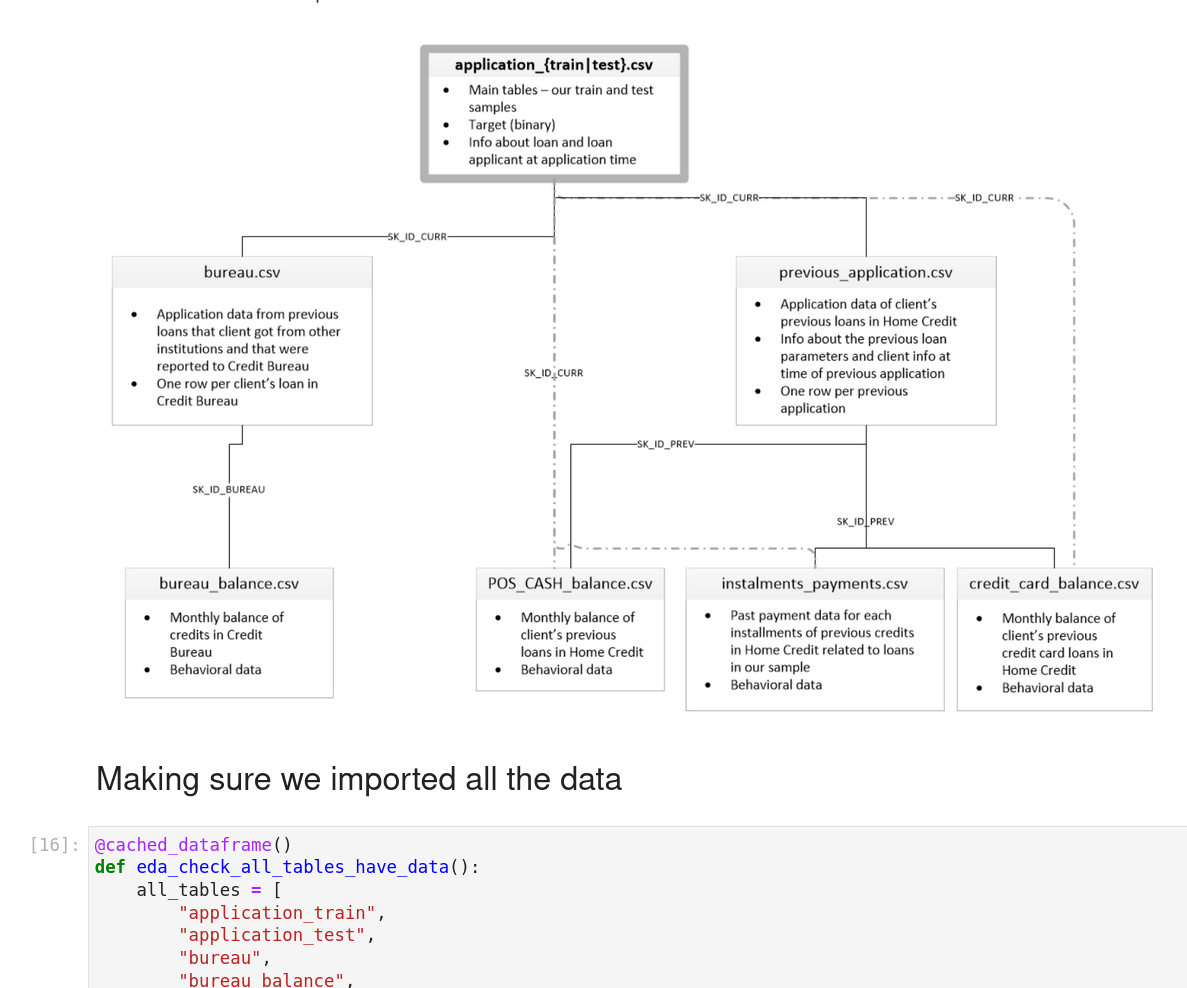 application_{train|test}.csv
• Main tables – our train and test
samples
• Target (binary)
• Info about loan and loan
applicant at application time
SK_ID_CURR
SK_ID_CURR
SK_ID_CURR
bureau.csv
• Application data from previous
loans that client got from other
institutions and that were
reported to Credit Bureau
• One row per client's loan in
Credit Bureau
previous_application.csv
• Application data of client's
previous loans in Home Credit
• Info about the previous loan
parameters and client info at
time of previous application
• One row per previous
application
SK_ID_CURR
SK_ID_PREV
SK_ID_BUREAU
SK_ID_PREV
bureau_balance.csv
• Monthly balance of
credits in Credit
Bureau
• Behavioral data
POS_CASH_balance.csv
• Monthly balance of
client's previous
loans in Home Credit
• Behavioral data
instalments_payments.csv
• Past payment data for each
installments of previous credits
in Home Credit related to loans
in our sample
• Behavioral data
credit_card_balance.csv
• Monthly balance of
client's previous
credit card loans in
Home Credit
• Behavioral data
Making sure we imported all the data
[16]: @cached_dataframe()
def eda_check_all_tables_have_data():
all_tables = [
"application_train",
"application_test",
"bureau",
"bureau_balance",